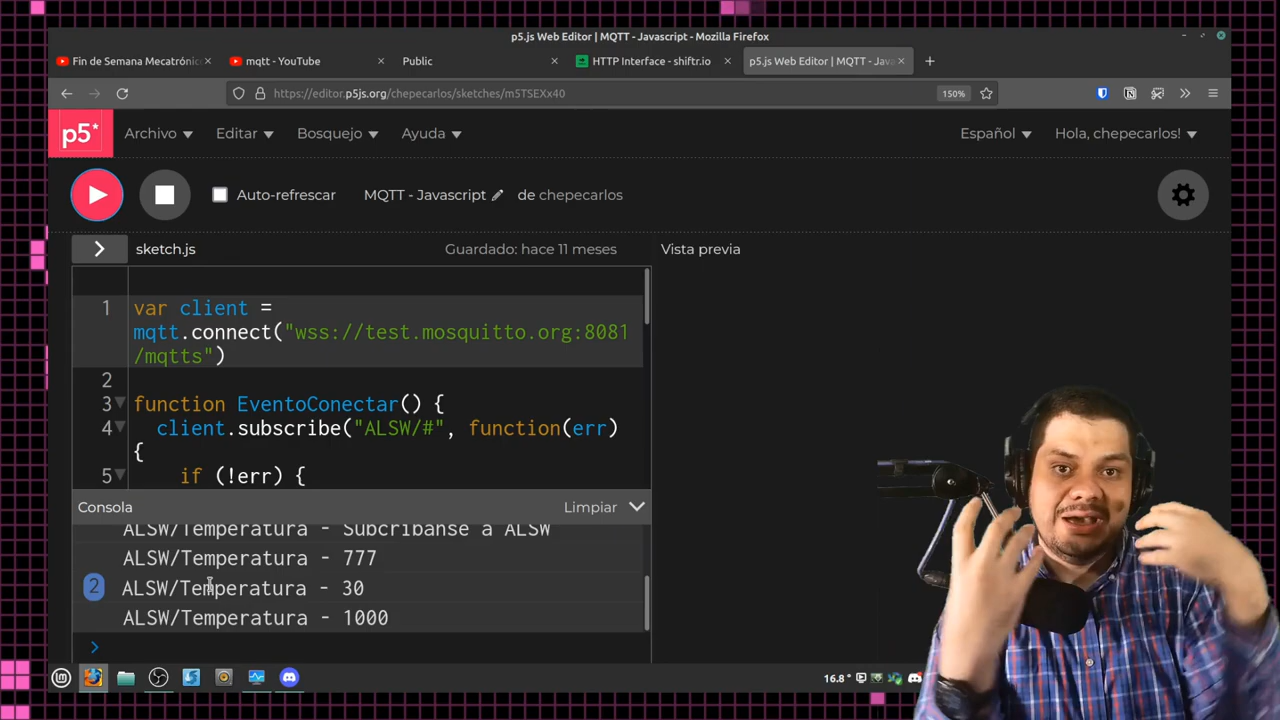 p5.js Web Editor | MQTT - Javascript - Mozilla Firefox
Fin de Semana Mecatrónic
mqtt - YouTube
Public
HTTP Interface - shiftr.io
p5.js Web Editor | MQTT - Java
https://editor.p5js.org/chepecarlos/sketches/m5TSEXx40
150%
p5*
Archivo
Editar
Bosquejo
Ayuda
Español
Hola, chepecarlos!
Auto-refrescar
MQTT - Javascript
de chepecarlos
sketch.js
Guardado: hace 11 meses
Vista previa
1 var client =
mqtt.connect("wss://test.mosquitto.org:8081
/mqtts")
2
3 function EventoConectar() {
4 client.subscribe("ALSW/#", function(err)
{
5 if (!err) {
Consola
Limpiar
ALSW/Temperatura - Subcribanse a ALSW
ALSW/Temperatura - 777
2 ALSW/Temperatura - 30
ALSW/Temperatura - 1000
>
16.8°